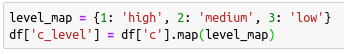 level_map = {1: 'high', 2: 'medium', 3: 'low'}
df['c_level'] = df['c'].map(level_map)